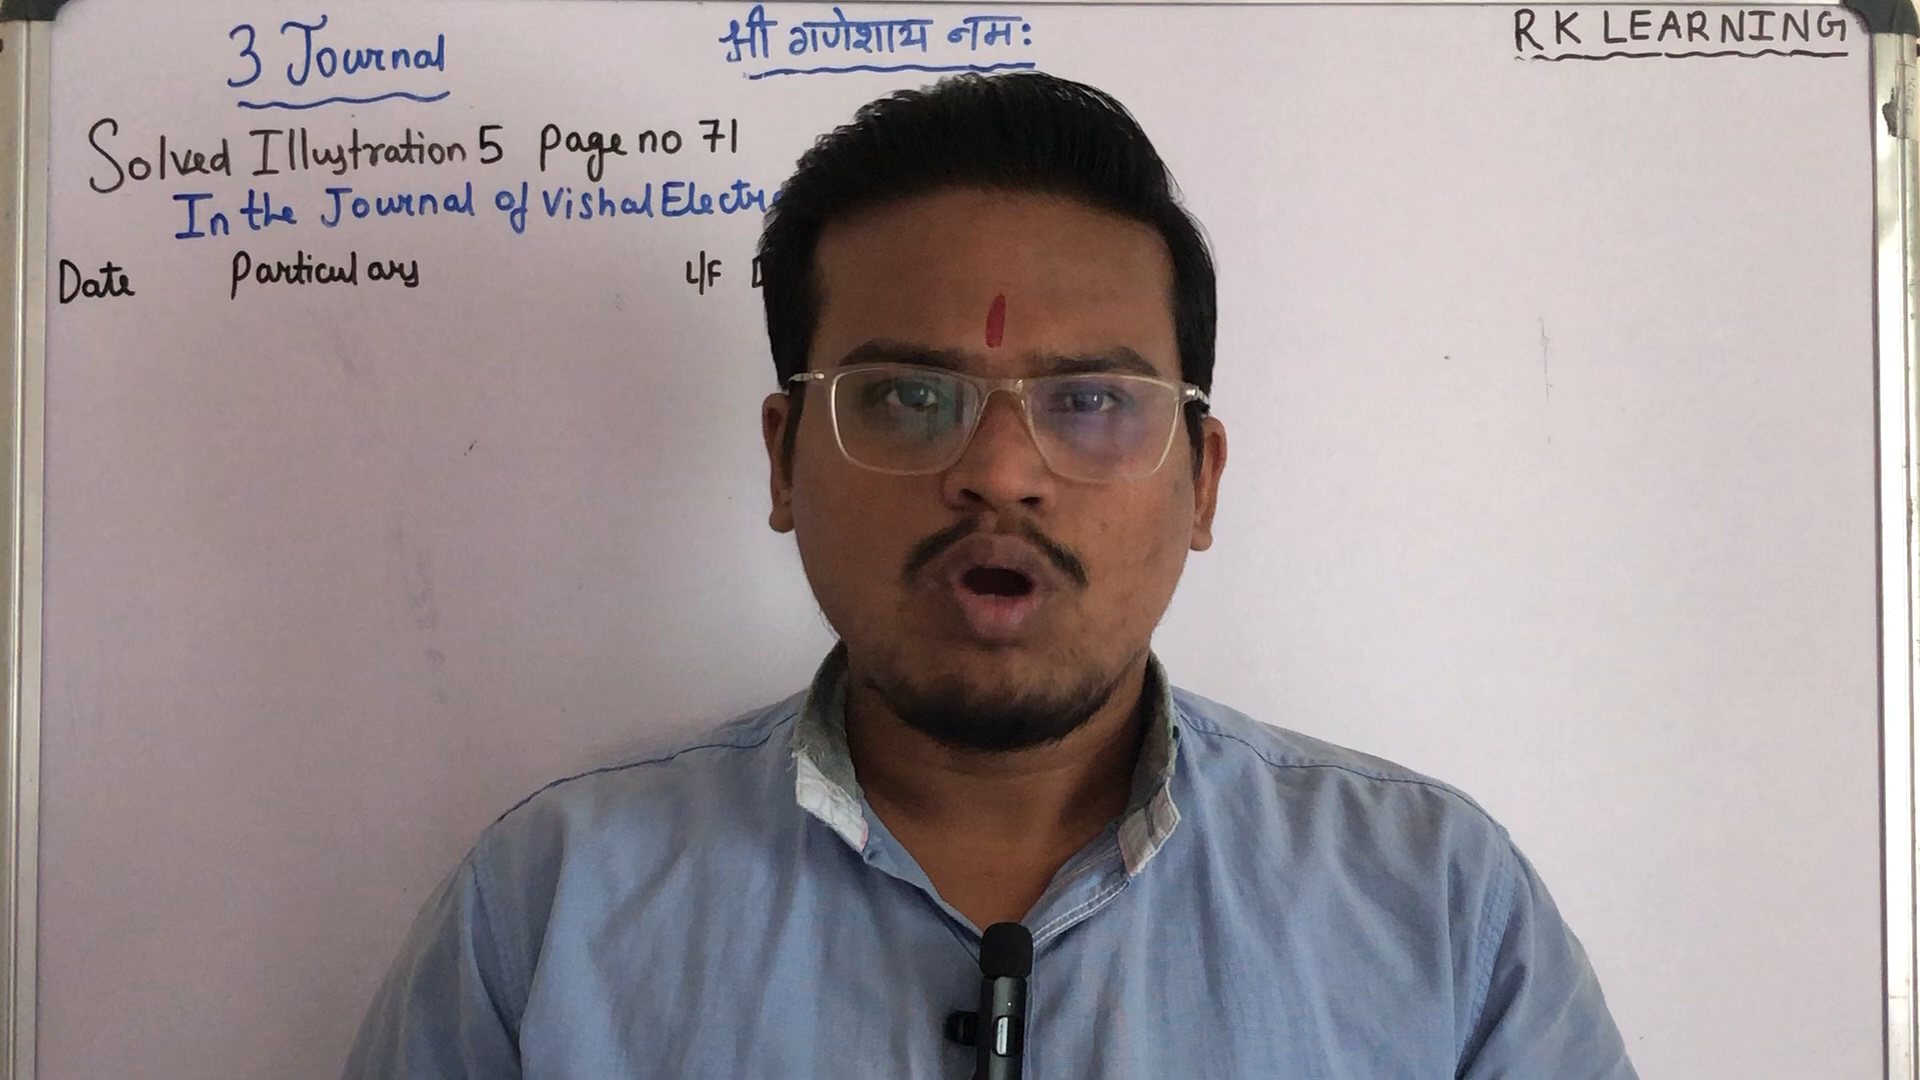 श्री गणेशाय नमः
RK LEARNING
3 Journal
Solved Illustration 5 page no 71
In the Journal of Vishal
Date Particulars L/F